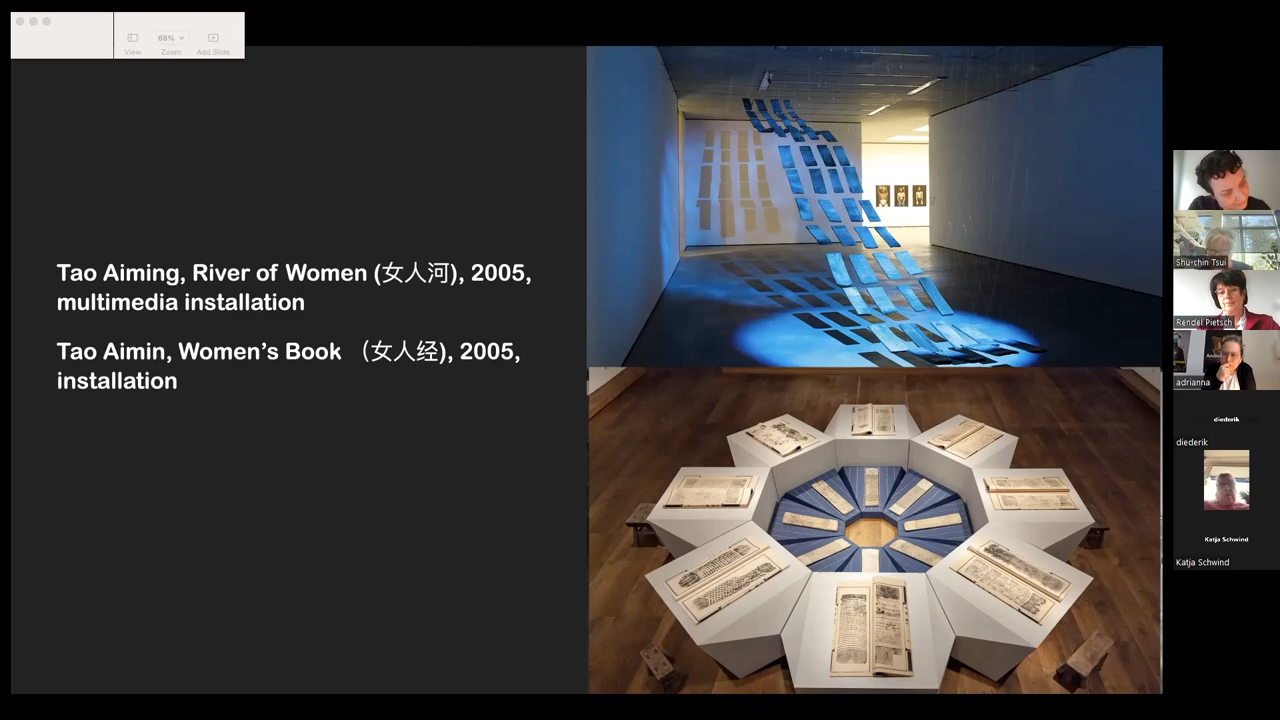 66%
View
Zoom
Add Slide
Tao Aiming, River of Women (女人河), 2005,
multimedia installation
Tao Aimin, Women's Book （女人经), 2005,
installation
Shu-chin Tsui
Rendel Pietsch
adrianna
diederik
diederik
Katja Schwind
Katja Schwind